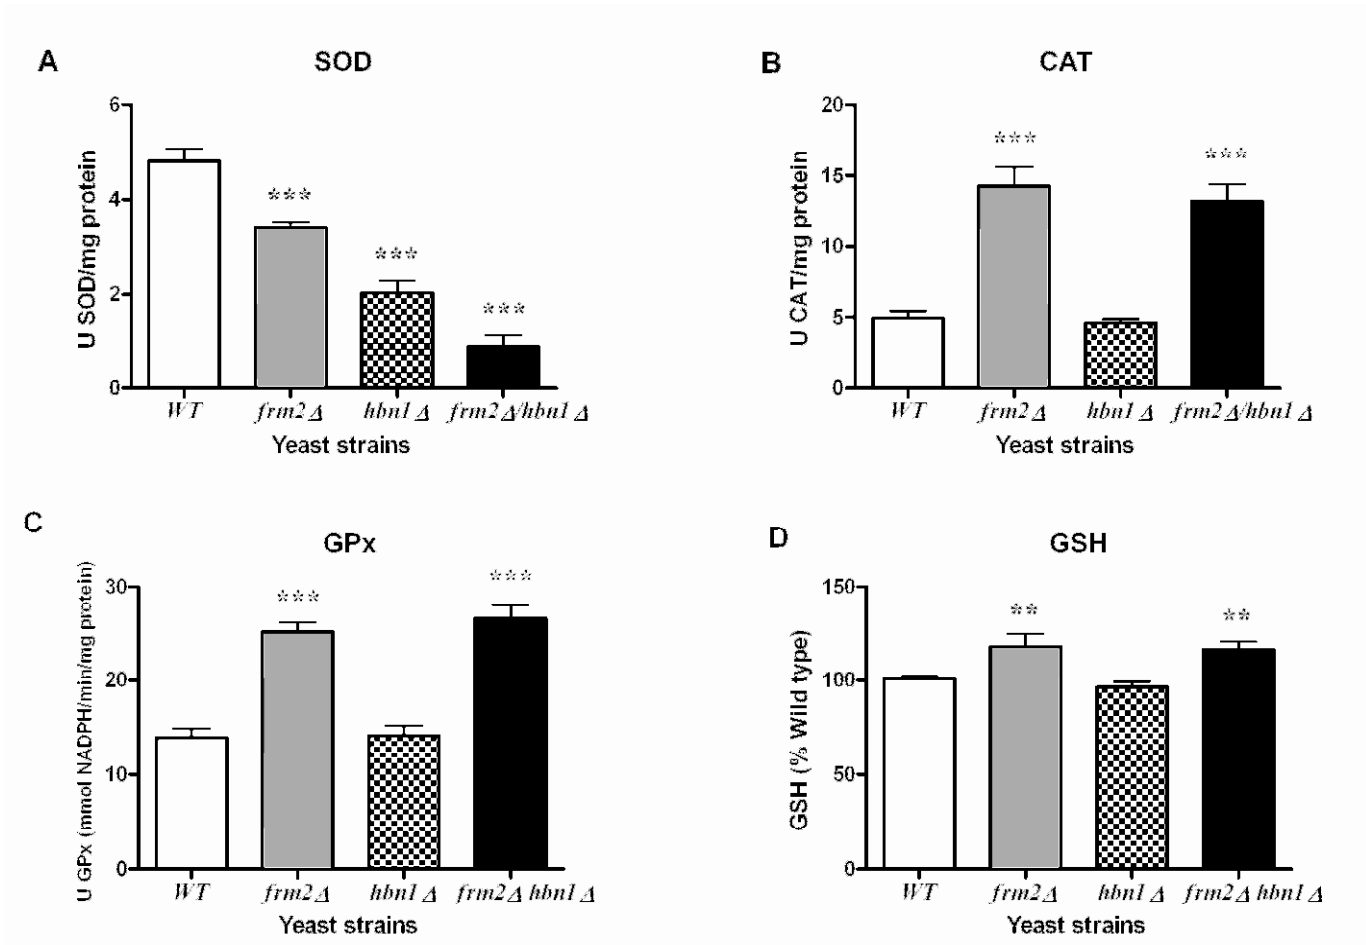 A
SOD
U SOD/mg protein
6
4
2
0
***
***
***
WT frm2Δ hbn1Δ frm2Δ/hbn1Δ
Yeast strains
B
CAT
U CAT/mg protein
20
15
10
5
0
***
***
WT frm2Δ hbn1Δ frm2Δ/hbn1Δ
Yeast strains
C
GPx
U GPx (mmol NADPH/min/mg protein)
30
20
10
0
***
***
WT frm2Δ hbn1Δ frm2Δ hbn1Δ
Yeast strains
D
GSH
GSH (% Wild type)
150
100
50
0
**
**
WT frm2Δ hbn1Δ frm2Δ hbn1Δ
Yeast strains